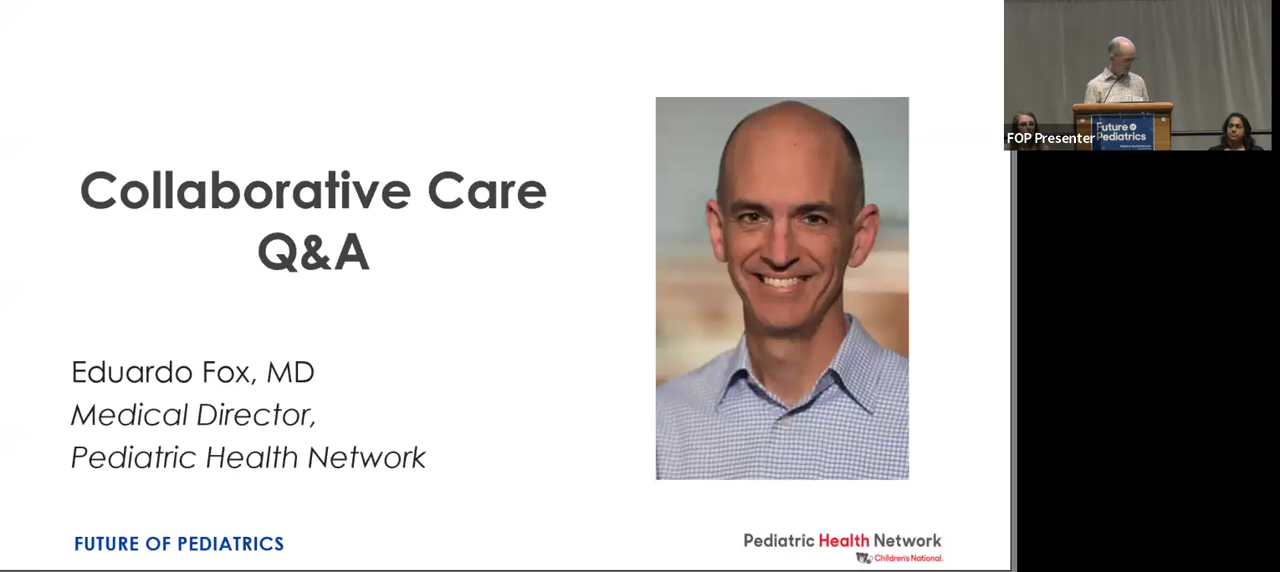 Collaborative Care
Q&A
Eduardo Fox, MD
Medical Director,
Pediatric Health Network
FUTURE OF PEDIATRICS
Pediatric Health Network
Children's National.
FOP Presenter
Future of
Pediatrics